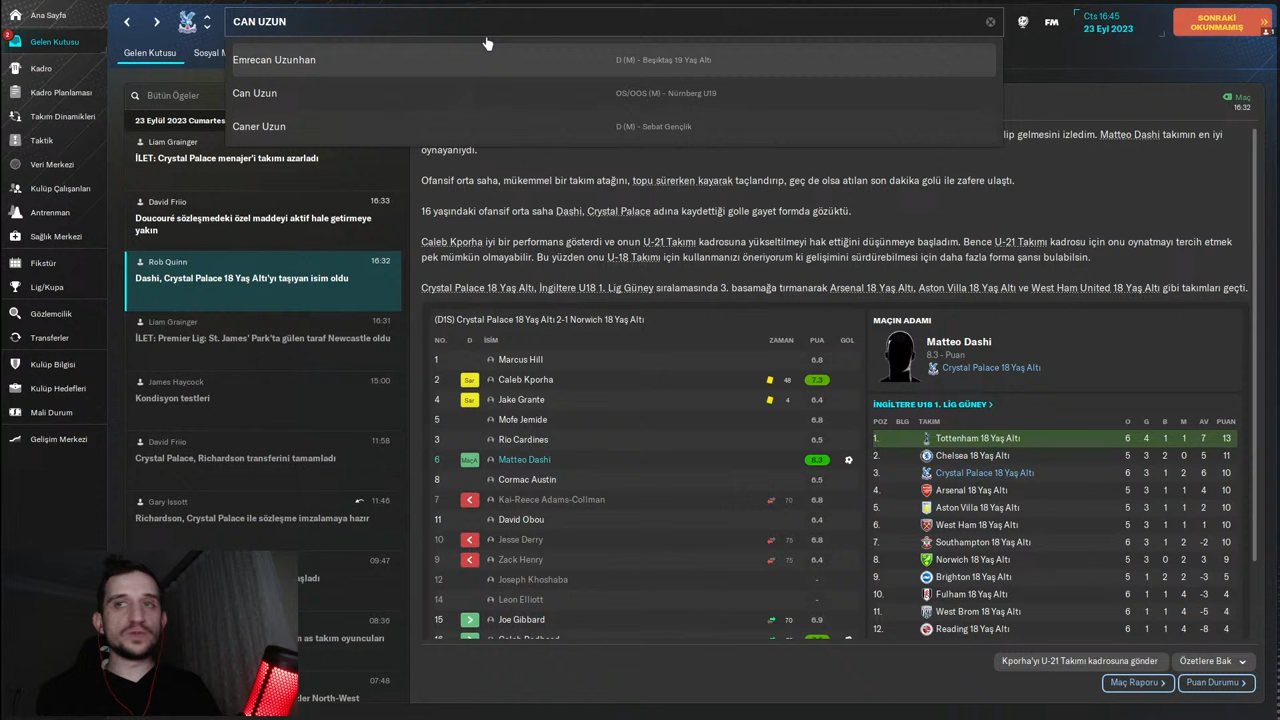 Ana Sayfa
2
Gelen Kutusu
Kadro
Kadro Planlaması
Takım Dinamikleri
Taktik
Veri Merkezi
Kulüp Çalışanları
Antrenman
Sağlık Merkezi
Fikstür
Lig/Kupa
Gözlemcilik
Transferler
Kulüp Bilgisi
Kulüp Hedefleri
Mali Durum
Gelişim Merkezi
CAN UZUN
FM
Cts 16:45
23 Eyl 2023
SONRAKİ
OKUNMAMIŞ
1
Emrecan Uzunhan D (M) - Beşiktaş 19 Yaş Altı
Can Uzun OS/OOS (M) - Nürnberg U19
Caner Uzun D (M) - Sebat Gençlik
Gelen Kutusu Sosyal M
Bütün Ögeler
23 Eylül 2023 Cumartes
Liam Grainger
İLET: Crystal Palace menajer'i takımı azarladı
David Friio 16:33
Doucouré sözleşmedeki özel maddeyi aktif hale getirmeye
yakın
Rob Quinn 16:32
Dashi, Crystal Palace 18 Yaş Altı'yı taşıyan isim oldu
Liam Grainger 16:31
İLET: Premier Lig: St. James' Park'ta gülen taraf Newcastle oldu
James Haycock 15:00
Kondisyon testleri
David Friio 11:58
Crystal Palace, Richardson transferini tamamladı
Gary Issott 11:46
Richardson, Crystal Palace ile sözleşme imzalamaya hazır
09:47
08:36
07:48
Maç
16:32
lip gelmesini izledim. Matteo Dashi takımın en iyi
oynayanıydı.
Ofansif orta saha, mükemmel bir takım atağını, topu sürerken kayarak taçlandırıp, geç de olsa atılan son dakika golü ile zafere ulaştı.
16 yaşındaki ofansif orta saha Dashi, Crystal Palace adına kaydettiği golle gayet formda gözüktü.
Caleb Kporha iyi bir performans gösterdi ve onun U-21 Takımı kadrosuna yükseltilmeyi hak ettiğini düşünmeye başladım. Bence U-21 Takımı kadrosu için onu oynatmayı tercih etmek
pek mümkün olmayabilir. Bu yüzden onu U-18 Takımı için kullanmanızı öneriyorum ki gelişimini sürdürebilmesi için daha fazla forma şansı bulabilsin.
Crystal Palace 18 Yaş Altı, İngiltere U18 1. Lig Güney sıralamasında 3. basamağa tırmanarak Arsenal 18 Yaş Altı, Aston Villa 18 Yaş Altı ve West Ham United 18 Yaş Altı gibi takımları geçti.
(D1S) Crystal Palace 18 Yaş Altı 2-1 Norwich 18 Yaş Altı
NO. D İSİM ZAMAN PUA GOL
1 Marcus Hill 6.8
2 Sar Caleb Kporha 48 7.3
4 Sar Jake Grante 4 6.4
5 Mofe Jemide 6.8
3 Rio Cardines 6.5
6 MaçA Matteo Dashi 8.3
8 Cormac Austin 6.5
7 Kai-Reece Adams-Collman 70 6.8
11 David Obou 6.4
10 Jesse Derry 75 6.8
9 Zack Henry 75 6.4
12 Joseph Khoshaba -
14 Leon Elliott -
15 Joe Gibbard 70 6.9
MAÇIN ADAMI
Matteo Dashi
8.3 - Puan
Crystal Palace 18 Yaş Altı
İNGİLTERE U18 1. LİG GÜNEY
POZ BLG TAKIM O G B M AV PUAN
1. Tottenham 18 Yaş Altı 6 4 1 1 7 13
2. Chelsea 18 Yaş Altı 5 3 2 0 5 11
3. Crystal Palace 18 Yaş Altı 6 3 1 2 6 10
4. Arsenal 18 Yaş Altı 5 3 1 1 4 10
5. Aston Villa 18 Yaş Altı 5 3 1 1 2 10
6. West Ham 18 Yaş Altı 5 3 1 1 1 10
7. Southampton 18 Yaş Altı 6 3 1 2 -2 10
8. Norwich 18 Yaş Altı 5 3 0 2 3 9
9. Brighton 18 Yaş Altı 5 1 2 2 -3 5
10. Fulham 18 Yaş Altı 6 1 1 4 -3 4
11. West Brom 18 Yaş Altı 6 1 1 4 -5 4
12. Reading 18 Yaş Altı 6 1 1 4 -8 4
Kporha'yı U-21 Takımı kadrosuna gönder
Özetlere Bak
Maç Raporu
Puan Durumu